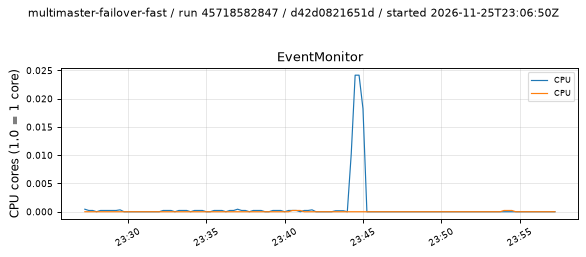 multimaster-failover-fast / run 45718582847 / d42d0821651d / started 2026-11-25T23:06:50Z
EventMonitor
CPU cores (1.0 = 1 core)
0.025
0.020
0.015
0.010
0.005
0.000
CPU
CPU
23:30
23:35
23:40
23:45
23:50
23:55